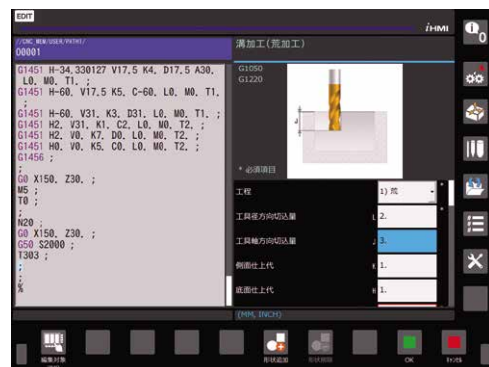 EDIT
iHMI
//CNC_MEM/USER/PATH1/
O0001
G1451 H-34.330127 V17.5 K4. D17.5 A30.
L0. M0. T1. ;
G1451 H-60. V17.5 K5. C-60. L0. M0. T1.
;
G1451 H-60. V31. K3. D31. L0. M0. T1. ;
G1451 H2. V31. K1. C2. L0. M0. T2. ;
G1451 H2. V0. K7. D0. L0. M0. T2. ;
G1451 H0. V0. K5. C0. L0. M0. T2. ;
G1456 ;
;
G0 X150. Z30. ;
M5 ;
T0 ;
;
N20
G0 X150. Z30. ;
G50 S2000 ;
T303 ;
;
;
%
溝加工(荒加工)
G1050
G1220
* 必須項目
工程 1) 荒
工具径方向切込量 L 2.
工具軸方向切込量 J 3.
側面仕上代 K 1.
底面仕上代 H 1.
(MM, INCH)
0
編集対象
形状追加
形状削除
OK
キャンセル